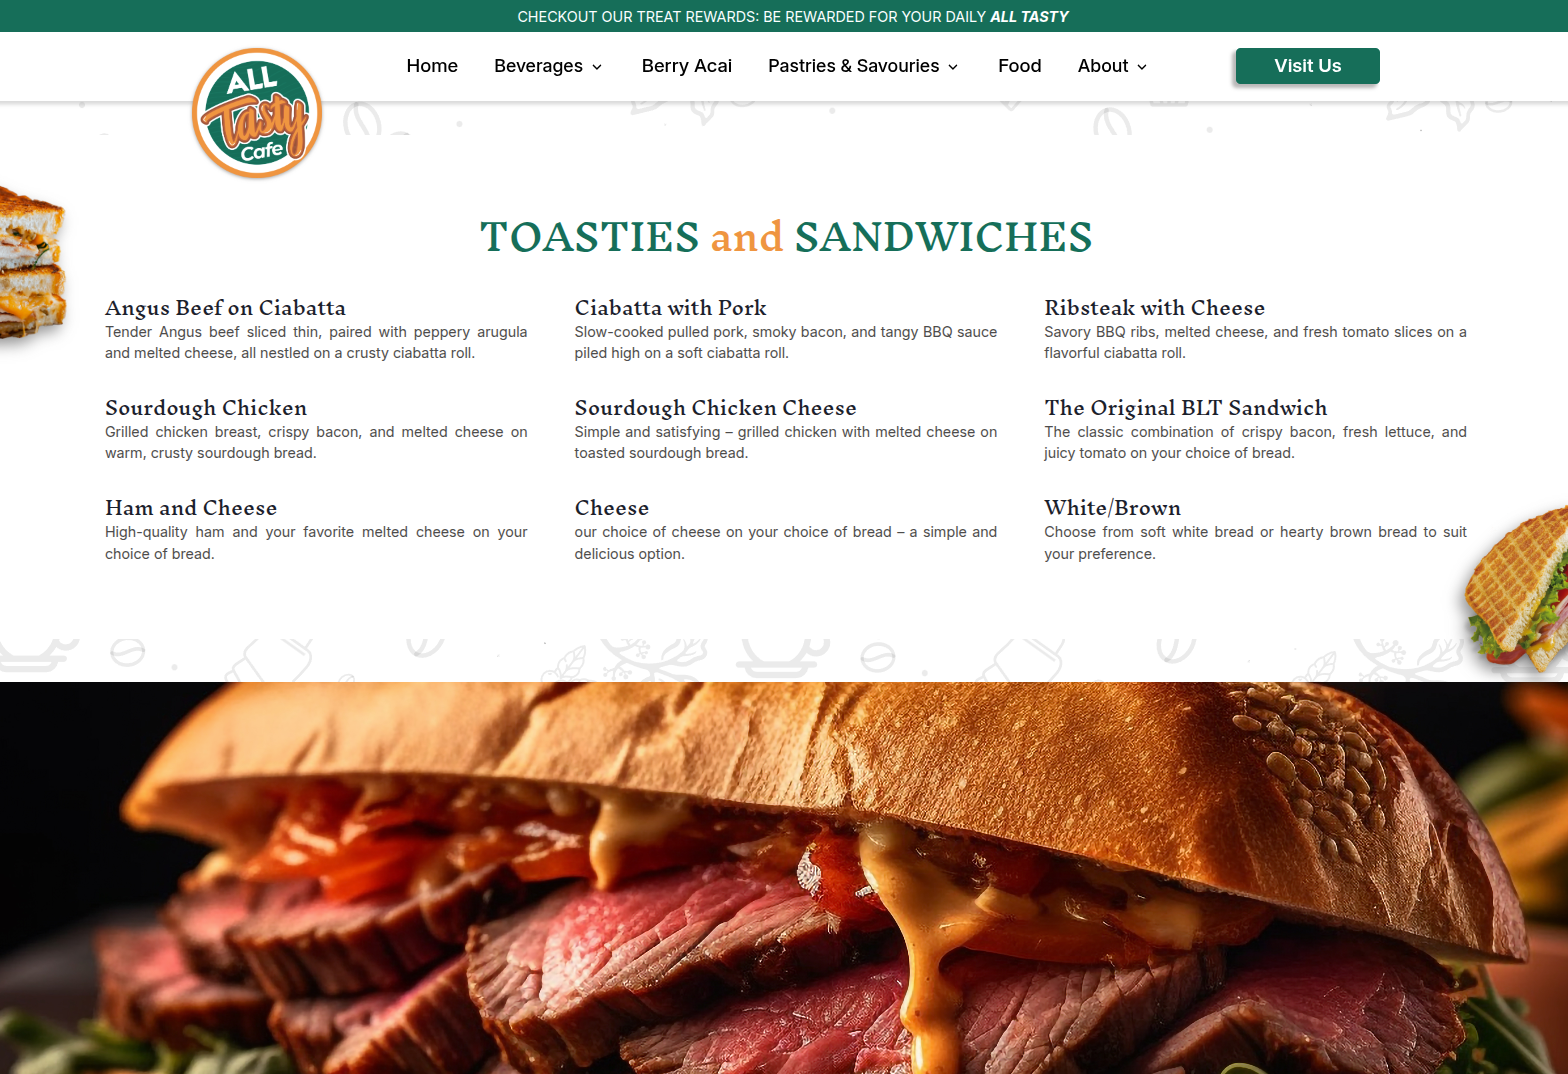 CHECKOUT OUR TREAT REWARDS: BE REWARDED FOR YOUR DAILY ALL TASTY
ALL
Tasty
Cafe
Home
Beverages
Berry Acai
Pastries & Savouries
Food
About
Visit Us
TOASTIES and SANDWICHES
Angus Beef on Ciabatta
Tender Angus beef sliced thin, paired with peppery arugula
and melted cheese, all nestled on a crusty ciabatta roll.
Ciabatta with Pork
Slow-cooked pulled pork, smoky bacon, and tangy BBQ sauce
piled high on a soft ciabatta roll.
Ribsteak with Cheese
Savory BBQ ribs, melted cheese, and fresh tomato slices on a
flavorful ciabatta roll.
Sourdough Chicken
Grilled chicken breast, crispy bacon, and melted cheese on
warm, crusty sourdough bread.
Sourdough Chicken Cheese
Simple and satisfying – grilled chicken with melted cheese on
toasted sourdough bread.
The Original BLT Sandwich
The classic combination of crispy bacon, fresh lettuce, and
juicy tomato on your choice of bread.
Ham and Cheese
High-quality ham and your favorite melted cheese on your
choice of bread.
Cheese
our choice of cheese on your choice of bread – a simple and
delicious option.
White/Brown
Choose from soft white bread or hearty brown bread to suit
your preference.